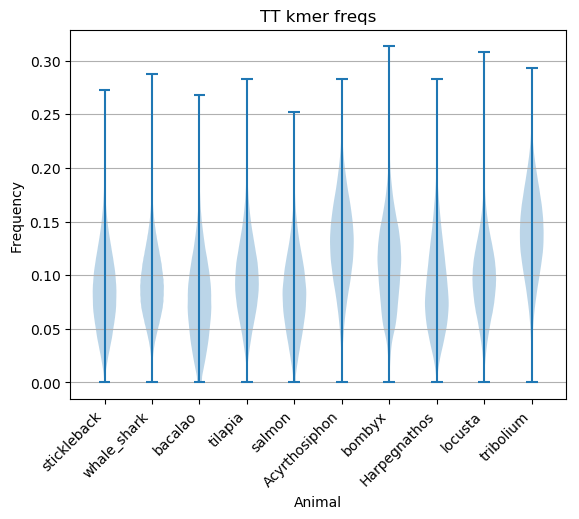 TT kmer freqs
Frequency
0.30
0.25
0.20
0.15
0.10
0.05
0.00
stickleback
whale_shark
bacalao
tilapia
salmon
Acyrthosiphon
bombyx
Harpegnathos
locusta
tribolium
Animal